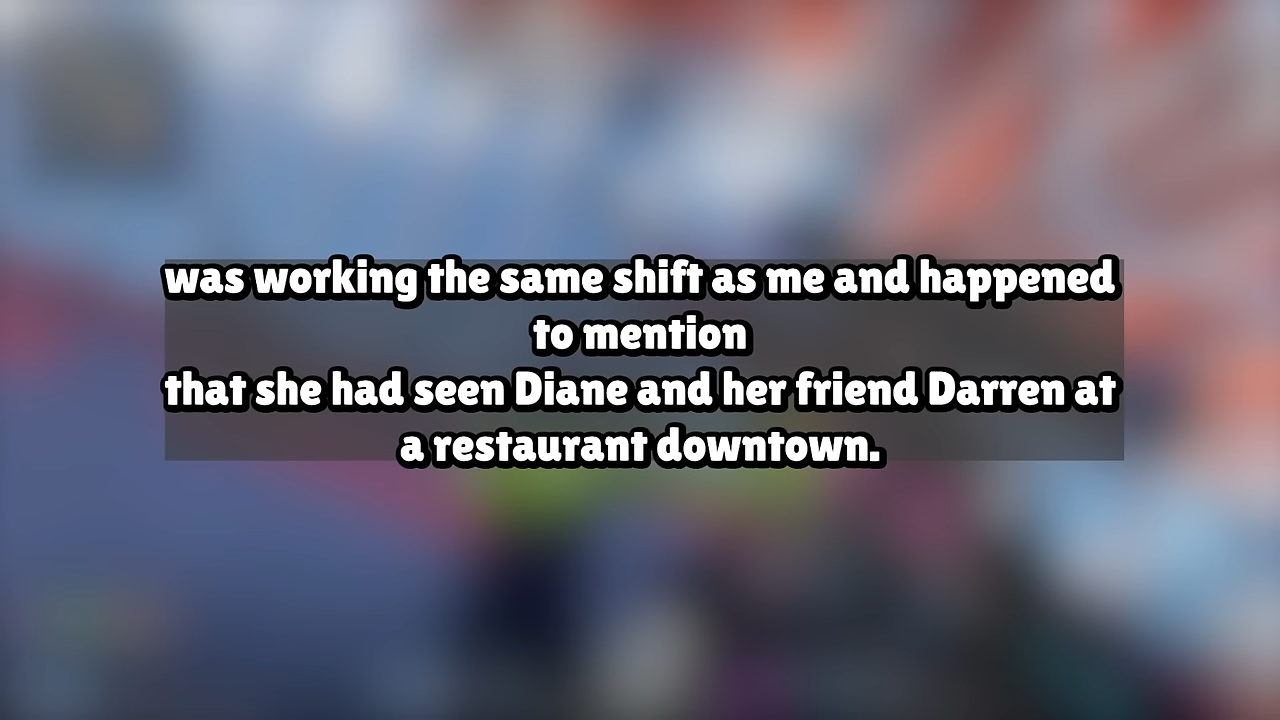 was working the same shift as me and happened
to mention
that she had seen Diane and her friend Darren at
a restaurant downtown.